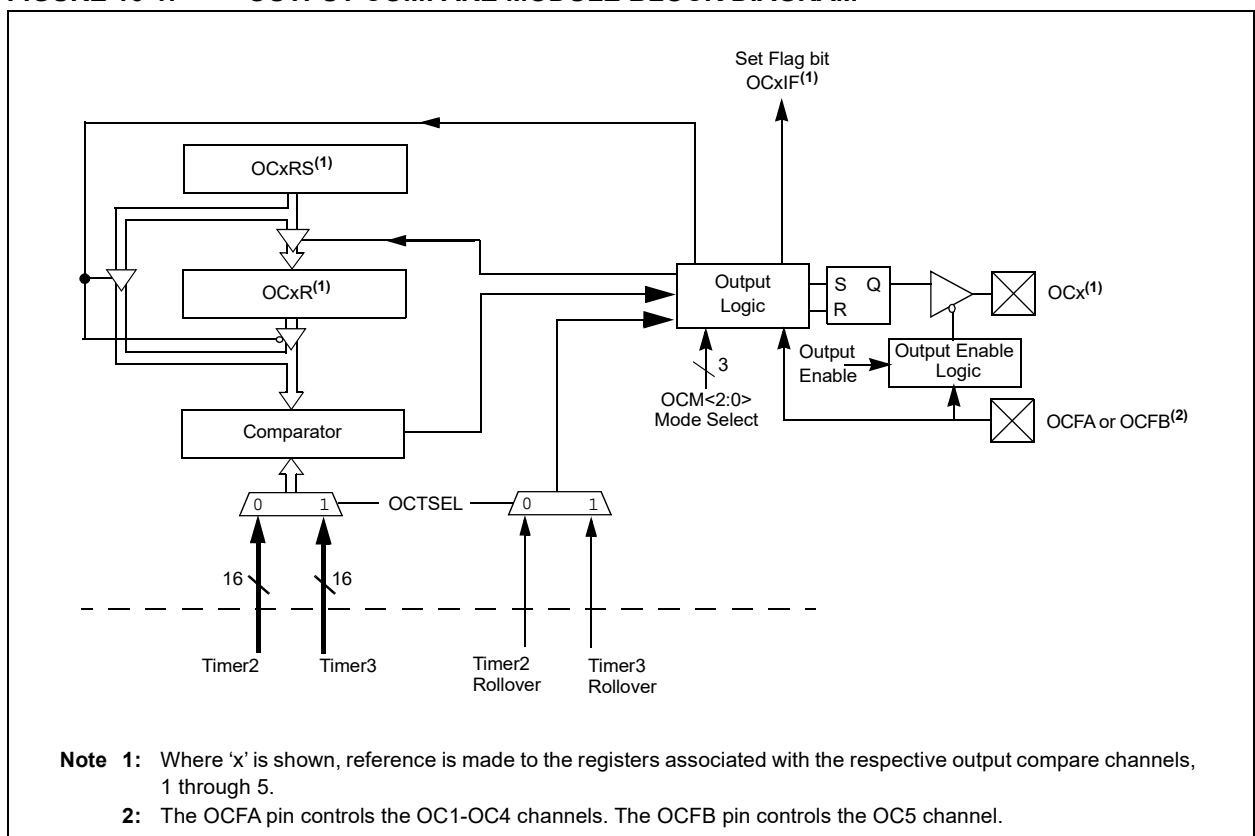 Set Flag bit
OCxIF(1)
OCxRS(1)
OCxR(1)
Output
Logic
S Q
R
OCx(1)
3
Output
Enable
Output Enable
Logic
OCM<2:0>
Mode Select
OCFA or OCFB(2)
Comparator
0 1
OCTSEL
0 1
16
16
Timer2
Timer3
Timer2
Rollover
Timer3
Rollover
Note 1: Where ‘x’ is shown, reference is made to the registers associated with the respective output compare channels,
1 through 5.
2: The OCFA pin controls the OC1-OC4 channels. The OCFB pin controls the OC5 channel.